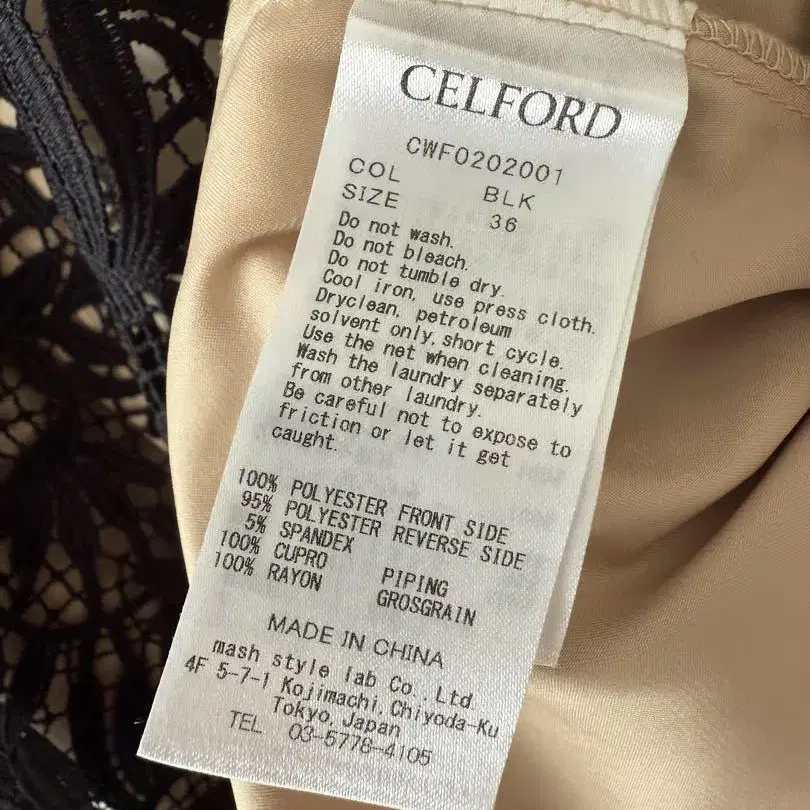 CELFORD
CWF0202001
COL BLK
SIZE 36
Do not wash.
Do not bleach.
Do not tumble dry.
Cool iron, use press cloth.
Dryclean, petroleum
solvent only, short cycle.
Use the net when cleaning.
Wash the laundry separately
from other laundry.
Be careful not to expose to
friction or let it get
caught.
100% POLYESTER FRONT SIDE
95% POLYESTER REVERSE SIDE
5% SPANDEX
100% CUPRO PIPING
100% RAYON GROSGRAIN
MADE IN CHINA
mash style lab Co.,Ltd.
4F 5-7-1 Kojimachi, Chiyoda-Ku
Tokyo, Japan
TEL 03-5778-4105